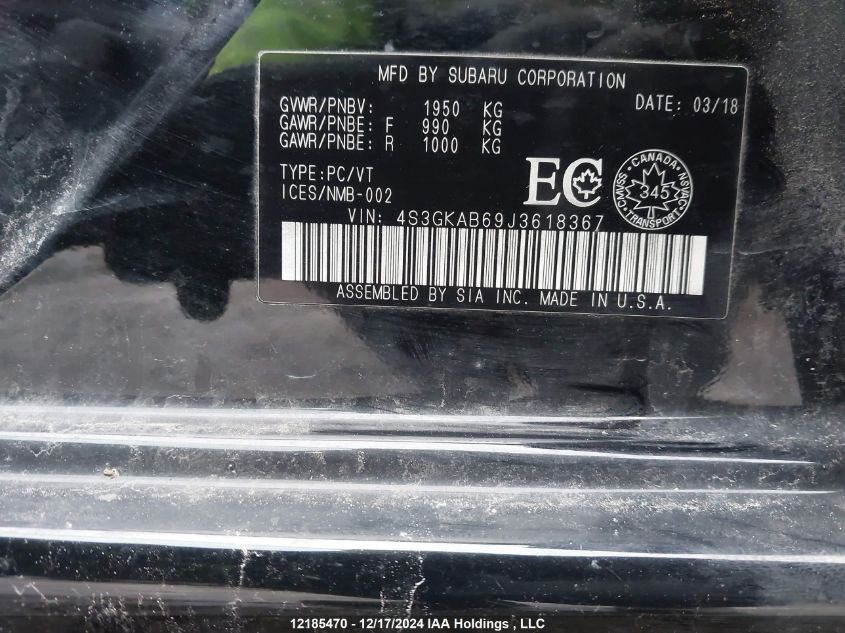 MFD BY SUBARU CORPORATION
GVWR/PNBV: 1950 KG
DATE: 03/18
GAWR/PNBE: F 990 KG
GAWR/PNBE: R 1000 KG
TYPE:PC/VT
ICES/NMB-002
EC
CANADA
CMVSS 345 NSVAC
TRANSPORT
VIN: 4S3GKAB69J3618367
ASSEMBLED BY SIA INC. MADE IN U.S.A.
12185470 - 12/17/2024 IAA Holdings , LLC